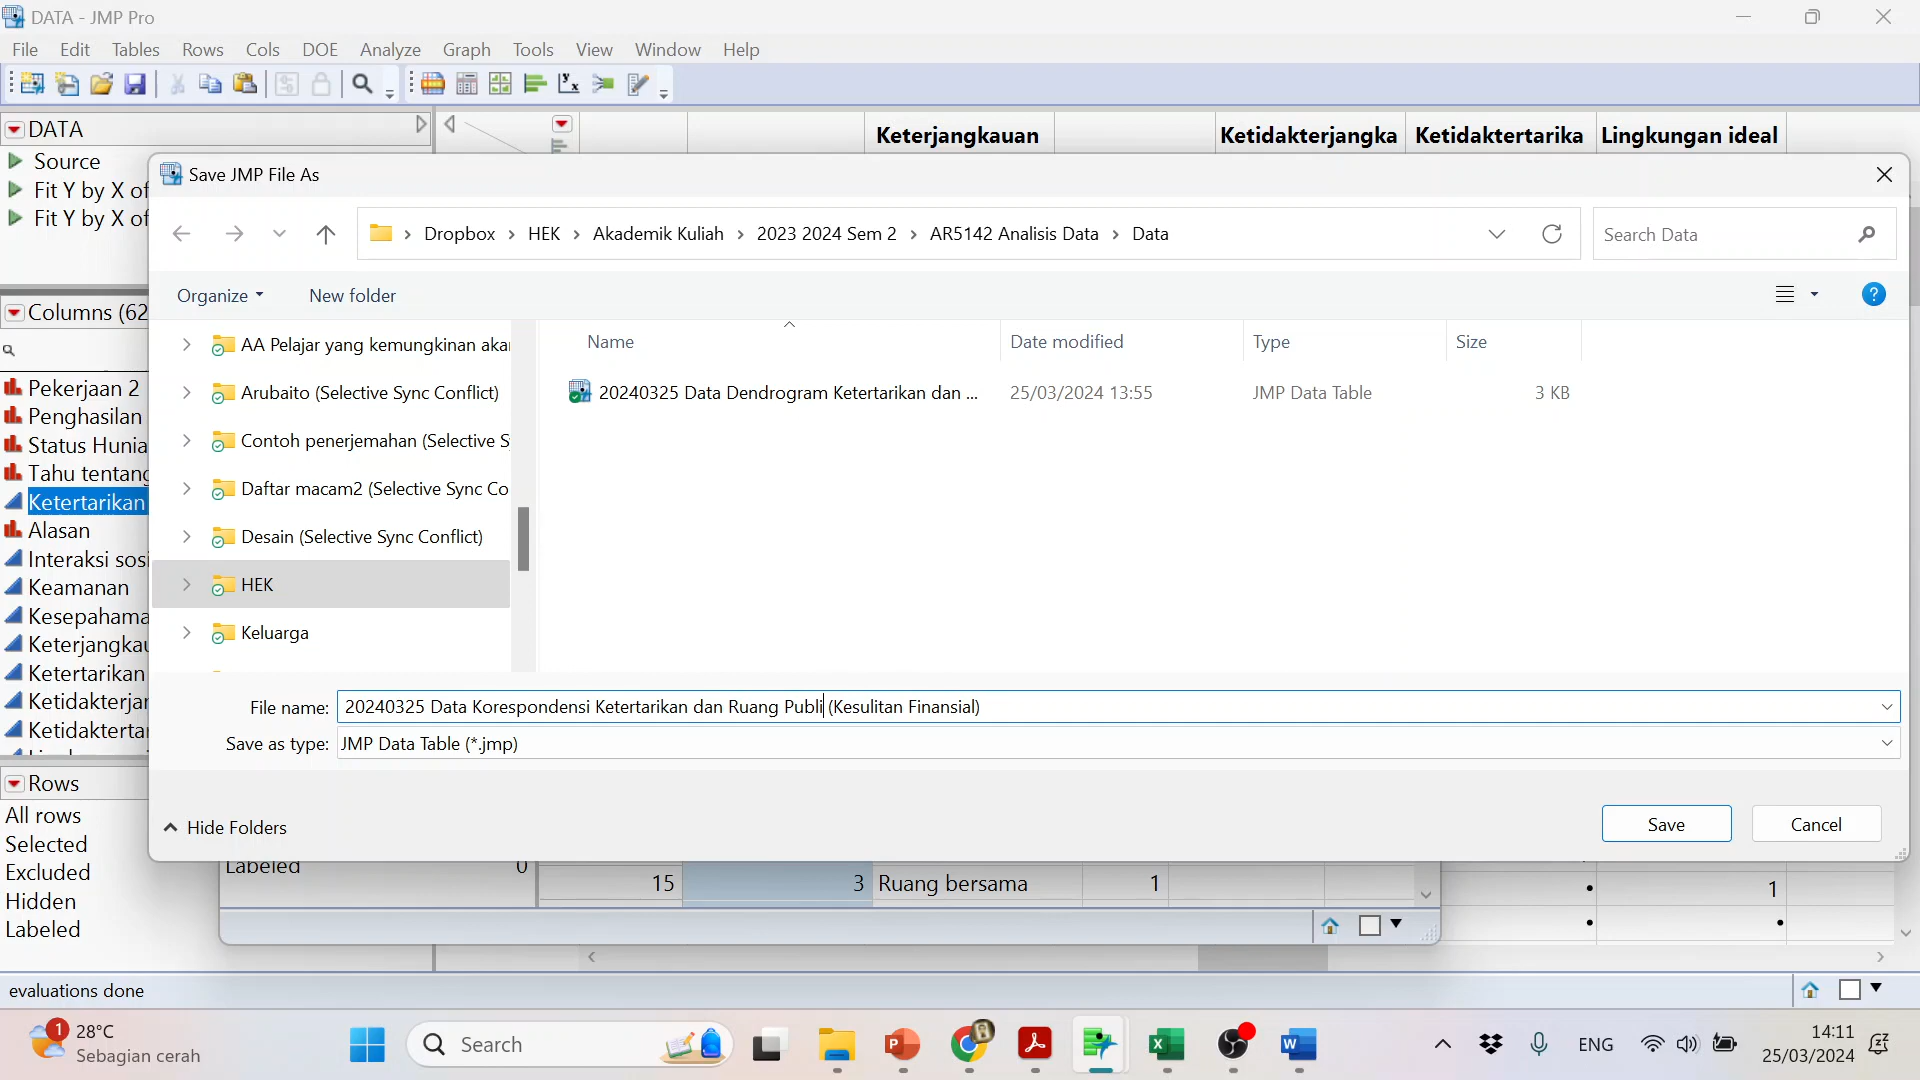 DATA - JMP Pro
File Edit Tables Rows Cols DOE Analyze Graph Tools View Window Help
DATA
Keterjangkauan Ketidakterjangka Ketidaktertarika Lingkungan ideal
Source
Fit Y by X of
Fit Y by X of
Save JMP File As
Dropbox > HEK > Akademik Kuliah > 2023 2024 Sem 2 > AR5142 Analisis Data > Data
Search Data
Organize New folder
Columns (62
Name Date modified Type Size
AA Pelajar yang kemungkinan aka
20240325 Data Dendrogram Ketertarikan dan ... 25/03/2024 13:55 JMP Data Table 3 KB
Arubaito (Selective Sync Conflict)
Contoh penerjemahan (Selective S
Daftar macam2 (Selective Sync Co
Desain (Selective Sync Conflict)
HEK
Keluarga
Pekerjaan 2
Penghasilan
Status Hunia
Tahu tentang
Ketertarikan
Alasan
Interaksi sosi
Keamanan
Kesepahama
Keterjangkau
Ketertarikan
Ketidakterjan
Ketidaktertar
File name: 20240325 Data Korespondensi Ketertarikan dan Ruang Publi (Kesulitan Finansial)
Save as type: JMP Data Table (*.jmp)
Hide Folders
Save Cancel
Rows
All rows
Selected
Excluded
Hidden
Labeled
Labeled 0
15 3 Ruang bersama 1
1
evaluations done
1
28°C
Sebagian cerah
Search
ENG
14:11
25/03/2024